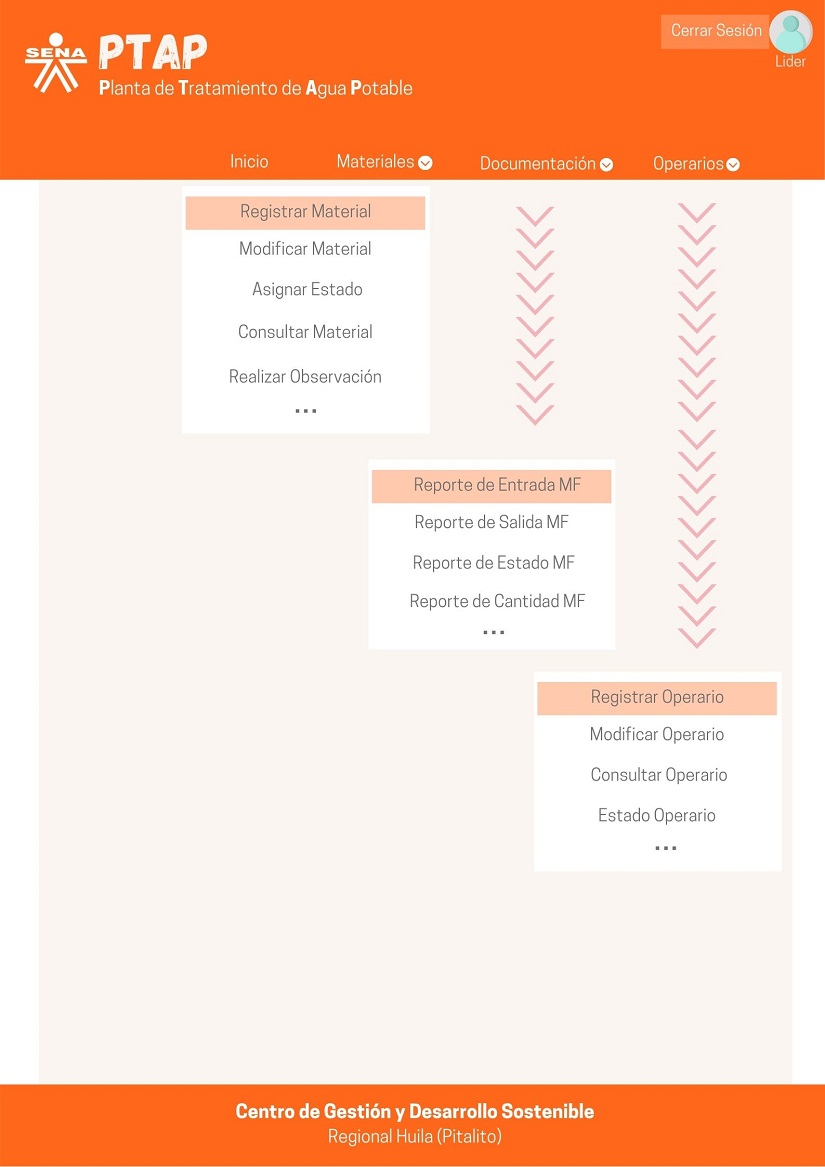 SENA
PTAP
Planta de Tratamiento de Agua Potable
Cerrar Sesión
Lider
Inicio
Materiales
Documentación
Operarios
Registrar Material
Modificar Material
Asignar Estado
Consultar Material
Realizar Observación
...
Reporte de Entrada MF
Reporte de Salida MF
Reporte de Estado MF
Reporte de Cantidad MF
...
Registrar Operario
Modificar Operario
Consultar Operario
Estado Operario
...
Centro de Gestión y Desarrollo Sostenible
Regional Huila (Pitalito)